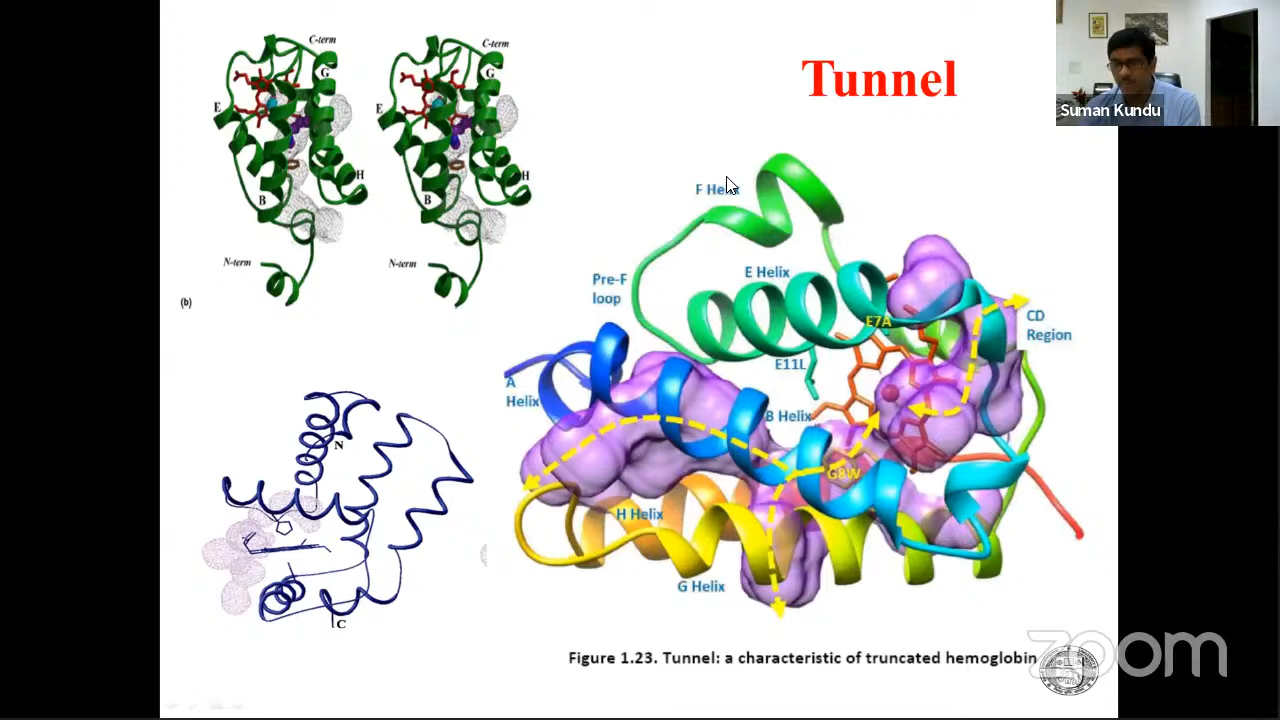 Tunnel
Suman Kundu
C-term
G
E
H
B
N-term
(b)
C-term
G
E
H
B
N-term
N
C
F Helix
Pre-F
loop
E Helix
E7A
CD
Region
E11L
A
Helix
B Helix
G8W
H Helix
G Helix
Figure 1.23. Tunnel: a characteristic of truncated hemoglobin
zoom